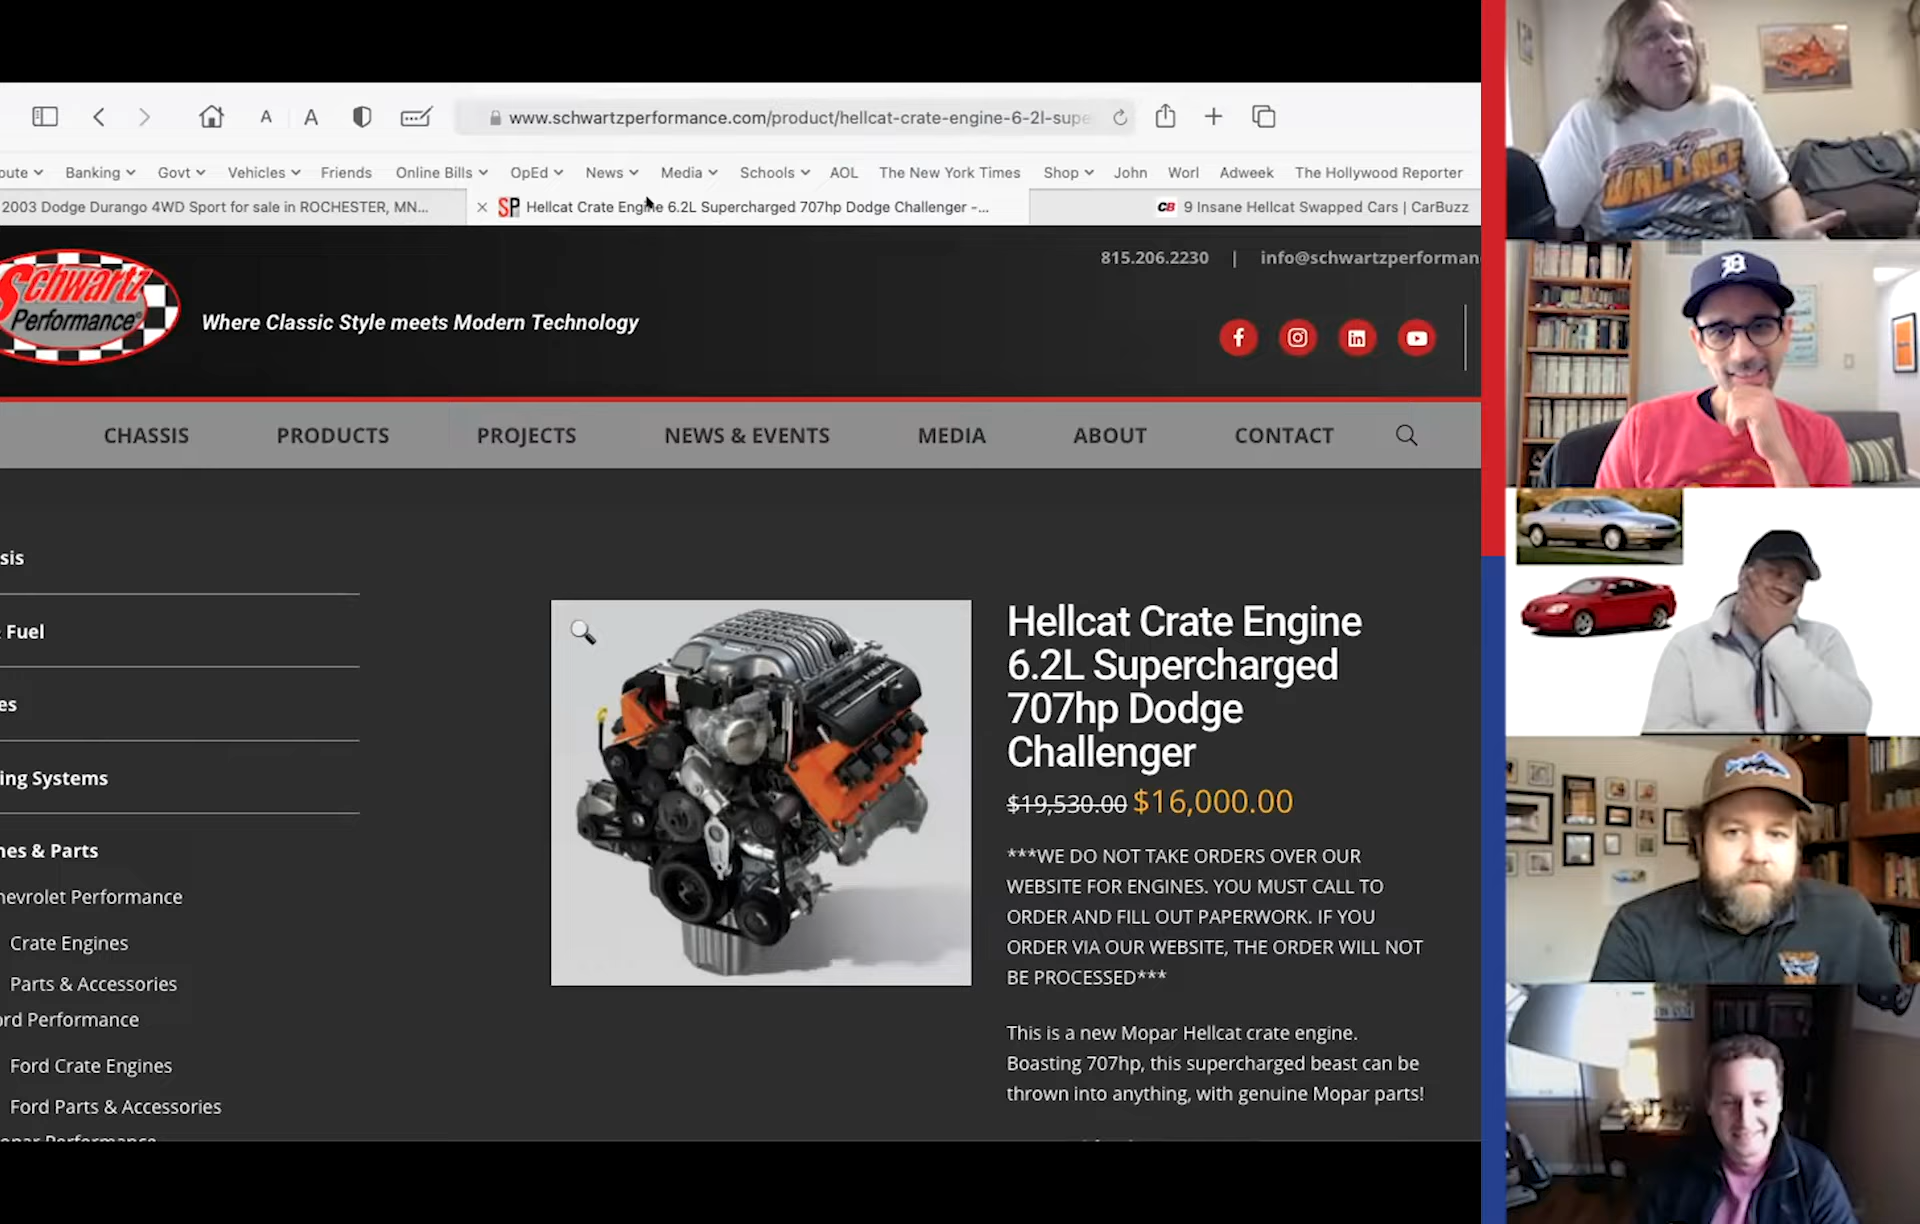 A A
www.schwartzperformance.com/product/hellcat-crate-engine-6-2l-supe
oute Banking Govt Vehicles Friends Online Bills OpEd News Media Schools AOL The New York Times Shop John Worl Adweek The Hollywood Reporter
2003 Dodge Durango 4WD Sport for sale in ROCHESTER, MN...
SP Hellcat Crate Engine 6.2L Supercharged 707hp Dodge Challenger -...
CB 9 Insane Hellcat Swapped Cars | CarBuzz
815.206.2230 | info@schwartzperforman
Schwartz
Performance
Where Classic Style meets Modern Technology
CHASSIS PRODUCTS PROJECTS NEWS & EVENTS MEDIA ABOUT CONTACT
sis
Fuel
es
ing Systems
nes & Parts
hevrolet Performance
Crate Engines
Parts & Accessories
ord Performance
Ford Crate Engines
Ford Parts & Accessories
opar Performance
Hellcat Crate Engine
6.2L Supercharged
707hp Dodge
Challenger
$19,530.00 $16,000.00
***WE DO NOT TAKE ORDERS OVER OUR
WEBSITE FOR ENGINES. YOU MUST CALL TO
ORDER AND FILL OUT PAPERWORK. IF YOU
ORDER VIA OUR WEBSITE, THE ORDER WILL NOT
BE PROCESSED***
This is a new Mopar Hellcat crate engine.
Boasting 707hp, this supercharged beast can be
thrown into anything, with genuine Mopar parts!
WALLACE
D